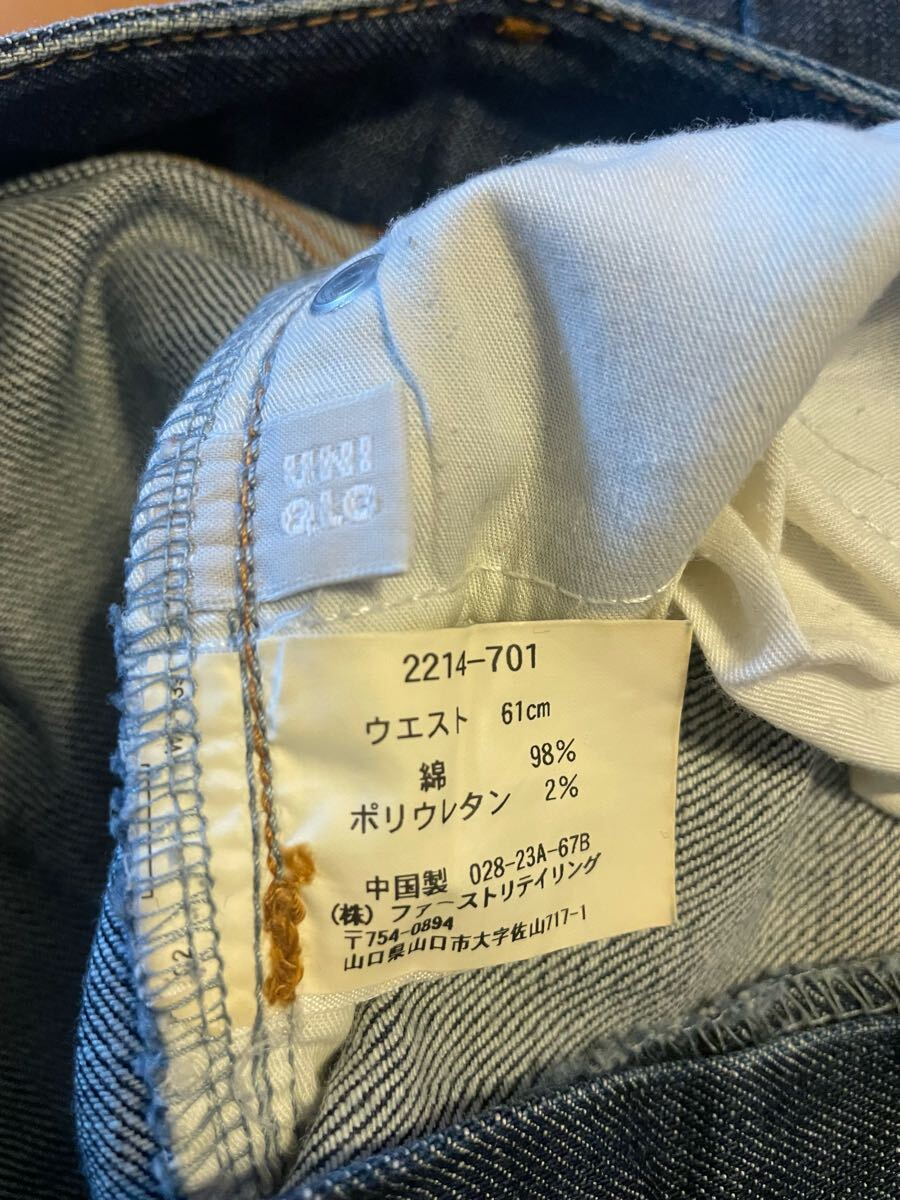 UNI
QLO
2214-701
ウエスト 61cm
綿 98%
ポリウレタン 2%
中国製 028-23A-67B
(株) ファーストリテイリング
〒754-0894
山口県山口市大字佐山717-1